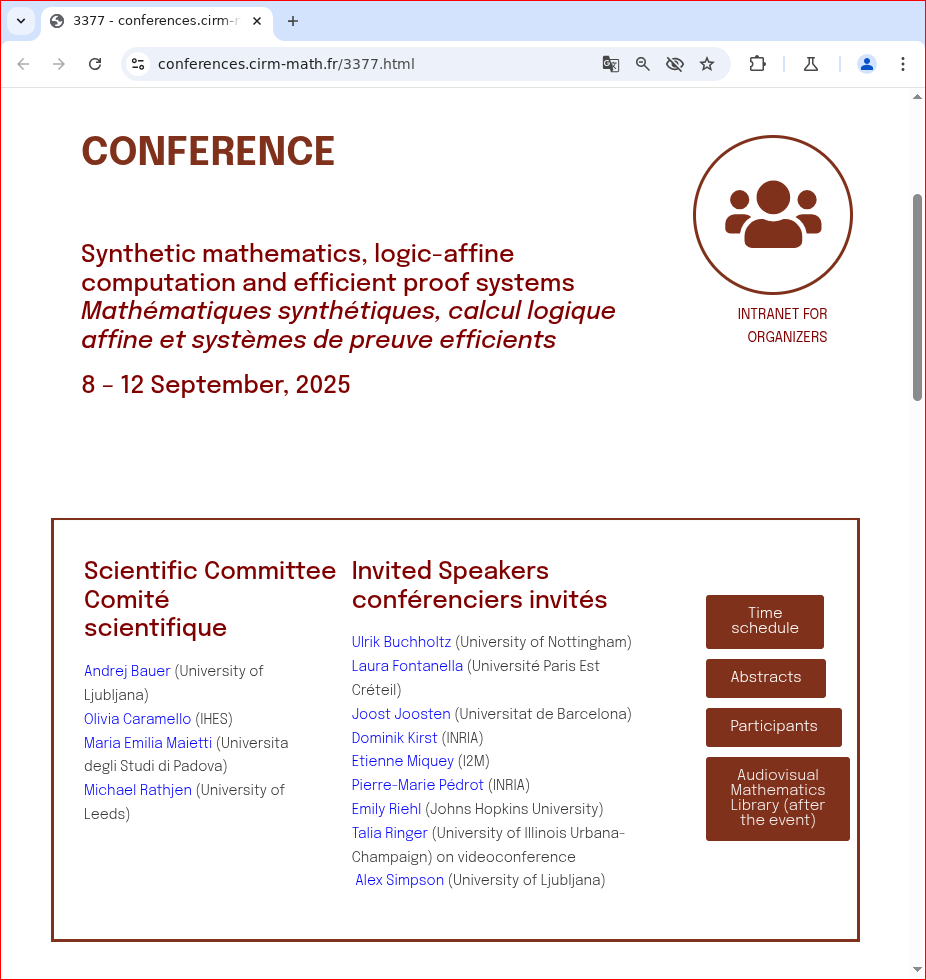 3377 - conferences.cirm-
conferences.cirm-math.fr/3377.html
CONFERENCE
Synthetic mathematics, logic-affine
computation and efficient proof systems
Mathématiques synthétiques, calcul logique
affine et systèmes de preuve efficients
8 – 12 September, 2025
INTRANET FOR
ORGANIZERS
Scientific Committee
Comité
scientifique
Andrej Bauer (University of
Ljubljana)
Olivia Caramello (IHES)
Maria Emilia Maietti (Universita
degli Studi di Padova)
Michael Rathjen (University of
Leeds)
Invited Speakers
conférenciers invités
Ulrik Buchholtz (University of Nottingham)
Laura Fontanella (Université Paris Est
Créteil)
Joost Joosten (Universitat de Barcelona)
Dominik Kirst (INRIA)
Etienne Miquey (I2M)
Pierre-Marie Pédrot (INRIA)
Emily Riehl (Johns Hopkins University)
Talia Ringer (University of Illinois Urbana-
Champaign) on videoconference
Alex Simpson (University of Ljubljana)
Time
schedule
Abstracts
Participants
Audiovisual
Mathematics
Library (after
the event)